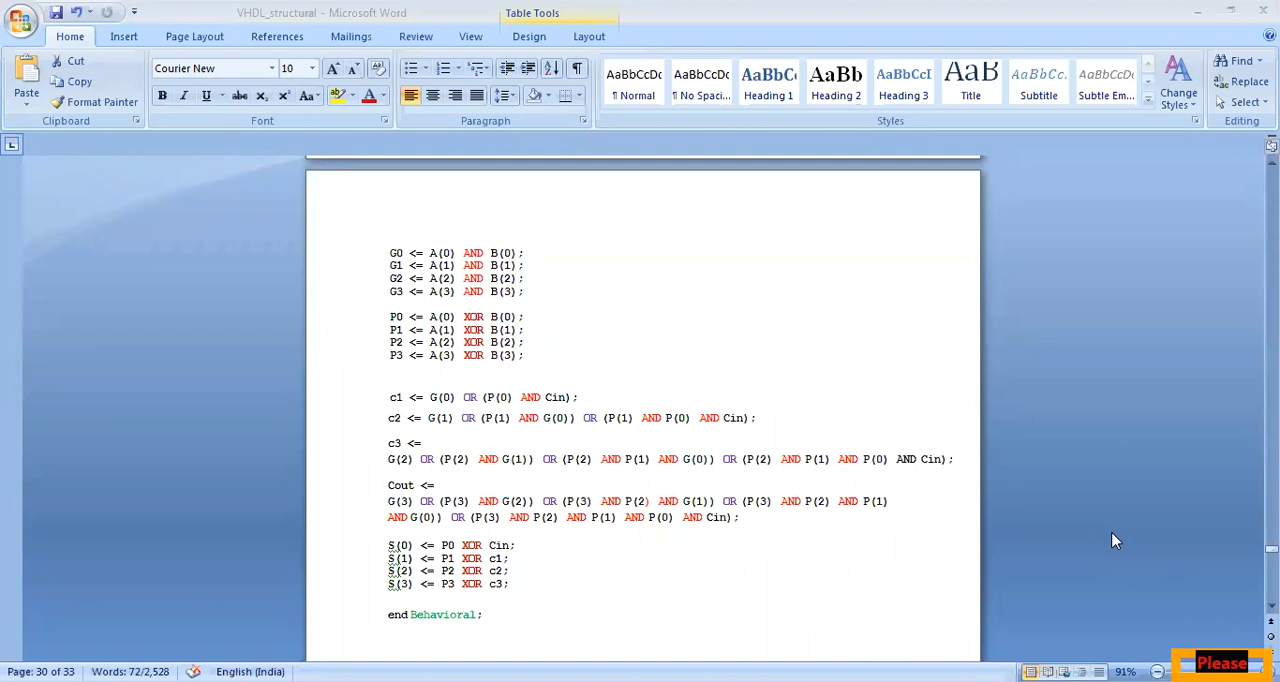 VHDL_structural - Microsoft Word
Table Tools
Home Insert Page Layout References Mailings Review View Design Layout
Paste
Cut
Copy
Format Painter
Clipboard
Courier New 10
B I U abc X₂ X² Aa
Font
Paragraph
AaBbCcDc AaBbCcDc AaBbC AaBb AaBbCcI AaB AaBbCc. AaBbCcDc
¶ Normal ¶ No Spaci... Heading 1 Heading 2 Heading 3 Title Subtitle Subtle Em...
Change
Styles
Styles
Find
Replace
Select
Editing
G0 <= A(0) AND B(0);
G1 <= A(1) AND B(1);
G2 <= A(2) AND B(2);
G3 <= A(3) AND B(3);
P0 <= A(0) XOR B(0);
P1 <= A(1) XOR B(1);
P2 <= A(2) XOR B(2);
P3 <= A(3) XOR B(3);
c1 <= G(0) OR (P(0) AND Cin);
c2 <= G(1) OR (P(1) AND G(0)) OR (P(1) AND P(0) AND Cin);
c3 <=
G(2) OR (P(2) AND G(1)) OR (P(2) AND P(1) AND G(0)) OR (P(2) AND P(1) AND P(0) AND Cin);
Cout <=
G(3) OR (P(3) AND G(2)) OR (P(3) AND P(2) AND G(1)) OR (P(3) AND P(2) AND P(1)
AND G(0)) OR (P(3) AND P(2) AND P(1) AND P(0) AND Cin);
S(0) <= P0 XOR Cin;
S(1) <= P1 XOR c1;
S(2) <= P2 XOR c2;
S(3) <= P3 XOR c3;
end Behavioral;
Page: 30 of 33 Words: 72/2,528 English (India) 91%
Please